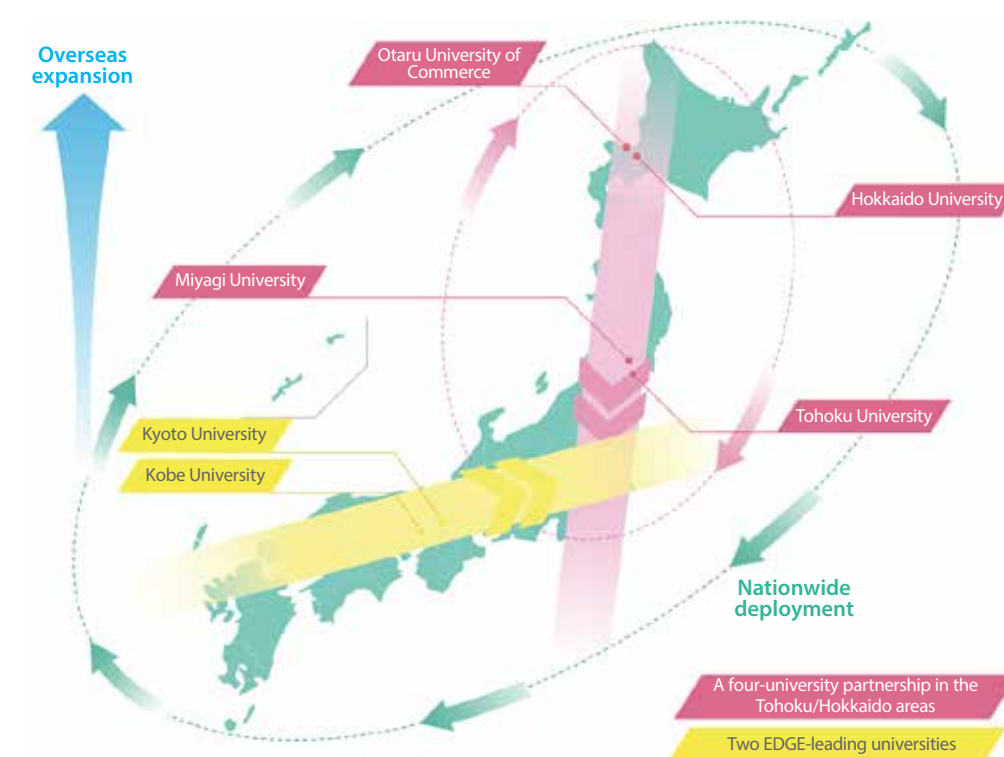 Overseas
expansion
Otaru University of
Commerce
Hokkaido University
Miyagi University
Tohoku University
Kyoto University
Kobe University
Nationwide
deployment
A four-university partnership in the
Tohoku/Hokkaido areas
Two EDGE-leading universities